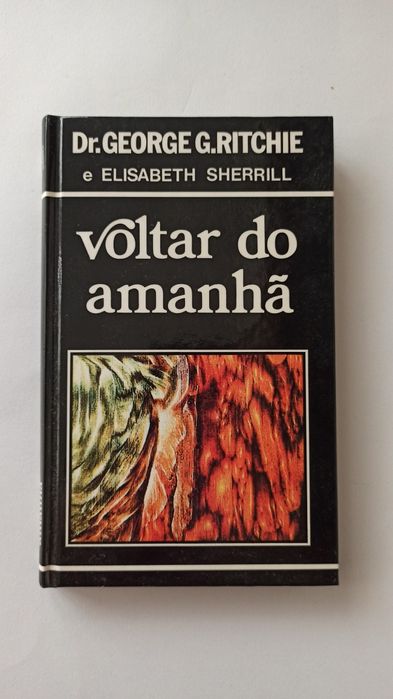 Dr. GEORGE G. RITCHIE
e ELISABETH SHERRILL
voltar do
amanhã